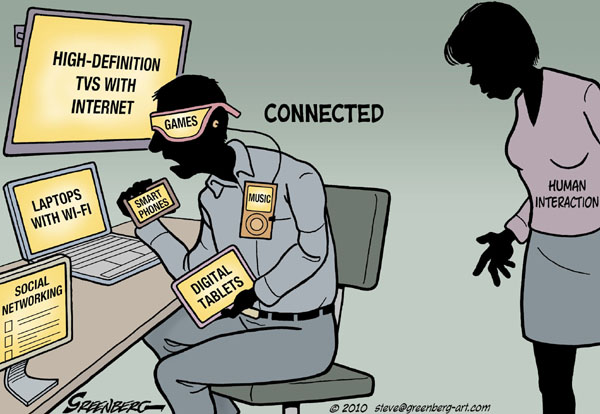 HIGH-DEFINITION
TVS WITH
INTERNET
GAMES
CONNECTED
LAPTOPS
WITH WI-FI
SMART
PHONES
MUSIC
HUMAN
INTERACTION
SOCIAL
NETWORKING
DIGITAL
TABLETS
GREENBERG
© 2010 steve@greenberg-art.com